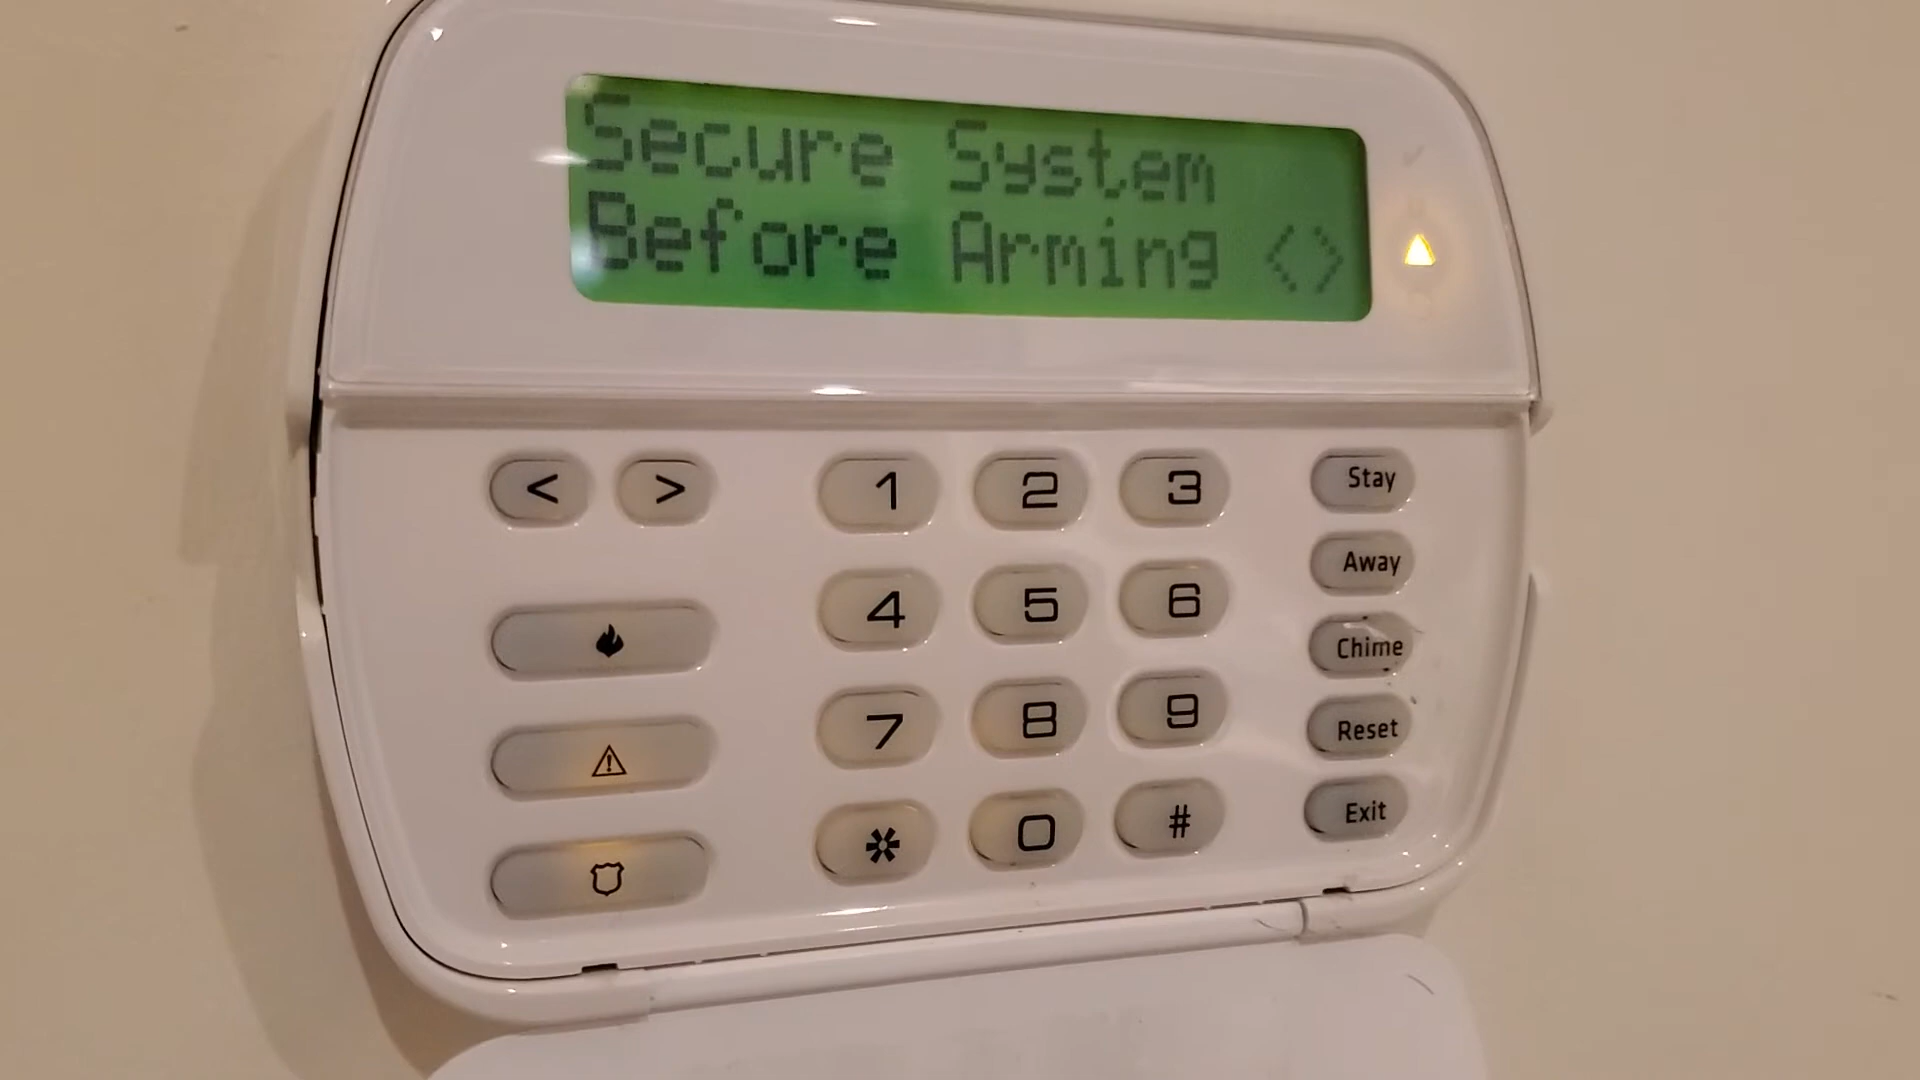 Secure System
Before Arming <>
< > 1 2 3 Stay
4 5 6 Away
Chime
7 8 9 Reset
* 0 # Exit